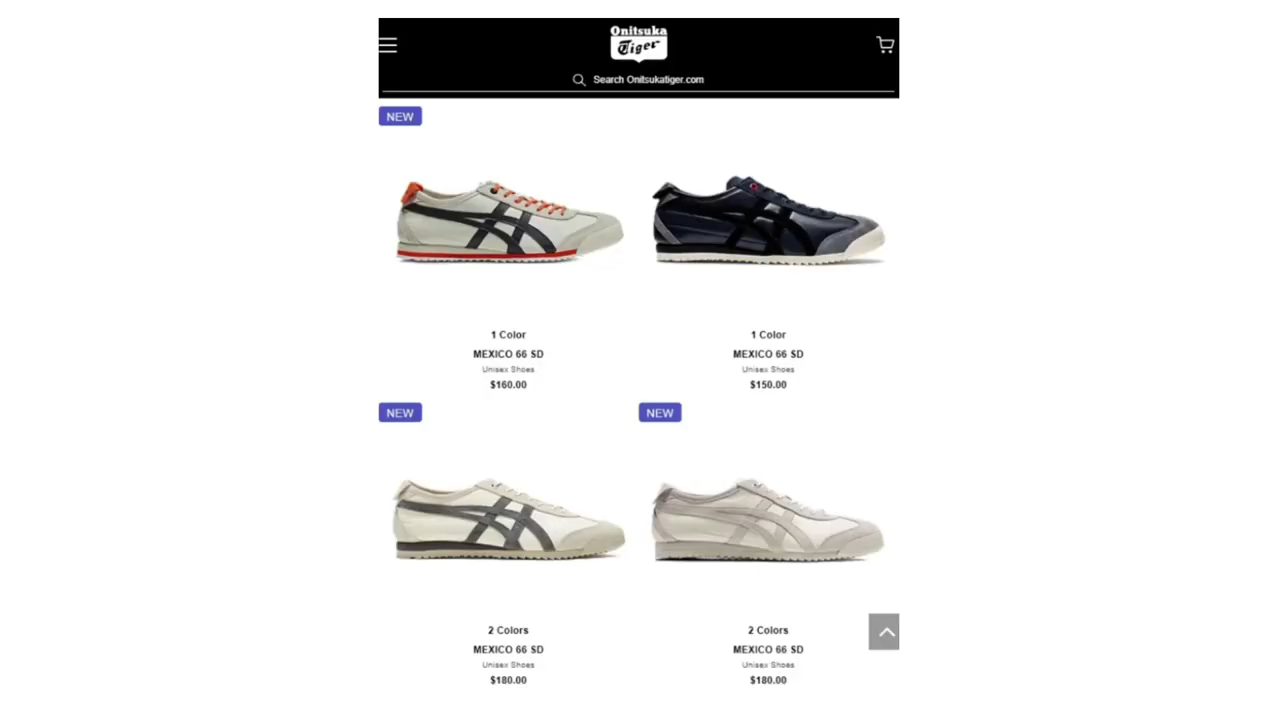 Onitsuka
Tiger
Search Onitsukatiger.com
NEW
1 Color
MEXICO 66 SD
Unisex Shoes
$160.00
1 Color
MEXICO 66 SD
Unisex Shoes
$150.00
NEW
2 Colors
MEXICO 66 SD
Unisex Shoes
$180.00
NEW
2 Colors
MEXICO 66 SD
Unisex Shoes
$180.00